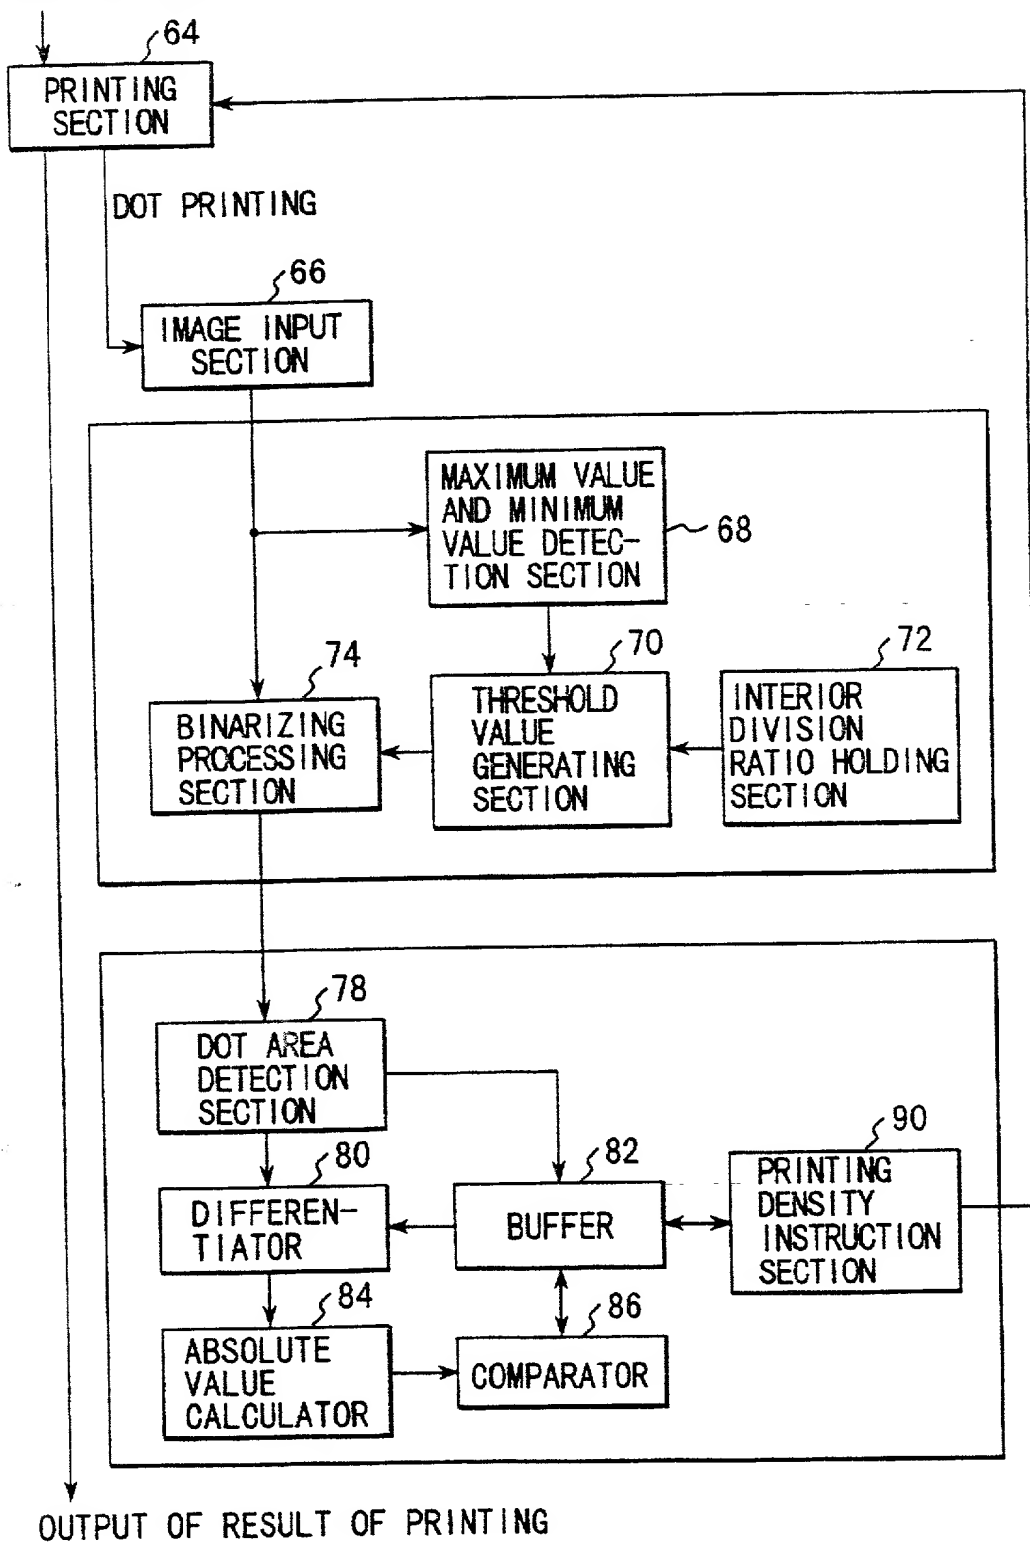 64
PRINTING
SECTION
DOT PRINTING
66
IMAGE INPUT
SECTION
MAXIMUM VALUE
AND MINIMUM
VALUE DETEC-
TION SECTION
68
74
BINARIZING
PROCESSING
SECTION
70
THRESHOLD
VALUE
GENERATING
SECTION
72
INTERIOR
DIVISION
RATIO HOLDING
SECTION
78
DOT AREA
DETECTION
SECTION
80
DIFFEREN-
TIATOR
82
BUFFER
90
PRINTING
DENSITY
INSTRUCTION
SECTION
84
ABSOLUTE
VALUE
CALCULATOR
86
COMPARATOR
OUTPUT OF RESULT OF PRINTING